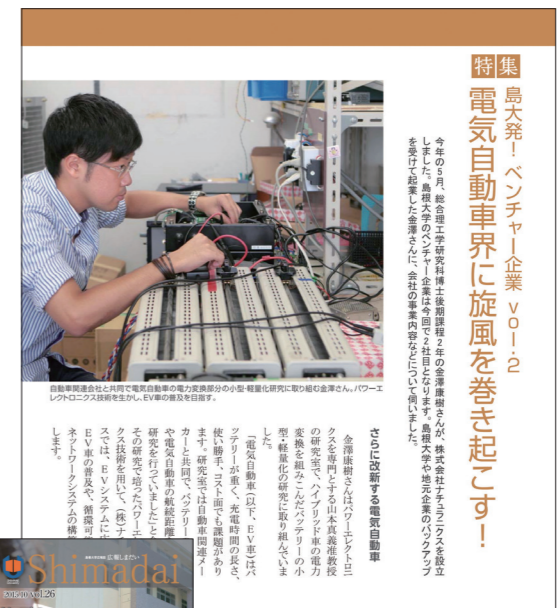 特集
島大発！ベンチャー企業 vol.2
電気自動車界に旋風を巻き起こす！
今年の5月、総合理工学研究科博士後期課程2年の金澤康樹さんが、株式会社ナチュラニクスを設立
しました。島根大学のベンチャー企業は今回で2社目となります。島根大学や地元企業のバックアップ
を受けて起業した金澤さんに、会社の事業内容などについて伺いました。
自動車関連会社と共同で電気自動車の電力変換部分の小型・軽量化研究に取り組む金澤さん。パワーエ
レクトロニクス技術を生かし、EV車の普及を目指す。
さらに改新する電気自動車
金澤康樹さんはパワーエレクトロニ
クスを専門とする山本真義准教授
の研究室で、ハイブリッド車の電力
変換を組みこんだバッテリーの小
型・軽量化の研究に取り組んでいま
した。
「電気自動車（以下、EV車）はバ
ッテリーが重く、充電時間の長さ、
使い勝手、コスト面でも課題があり
ます。研究室では自動車関連メー
カーと共同で、バッテリー
や電気自動車の航続距離
研究を行っていました」と
その研究で培ったパワーエ
クス技術を用いて、（株）ナ
スでは、EVシステムに
EV車の普及や、循環可
ネットワークシステムの構
します。
広報しまだい
Shimadai
2015.10 vol.26